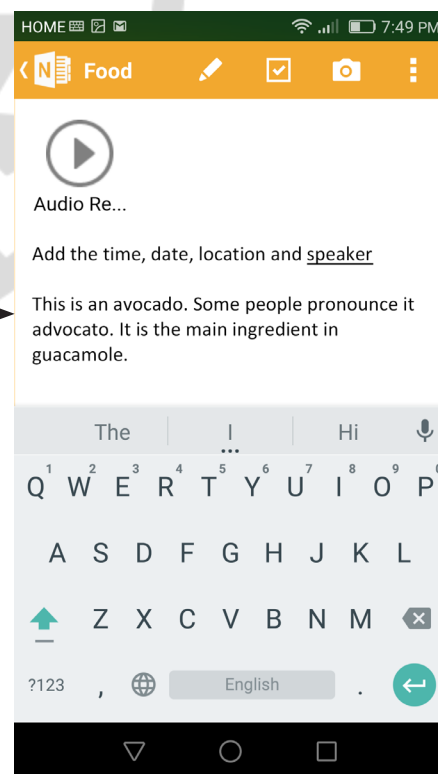 HOME 7:49 PM
N Food
Audio Re...
Add the time, date, location and speaker
This is an avocado. Some people pronounce it
advocato. It is the main ingredient in
guacamole.
The I Hi
1 2 3 4 5 6 7 8 9 0
Q W E R T Y U I O P
A S D F G H J K L
Z X C V B N M
?123 , English .